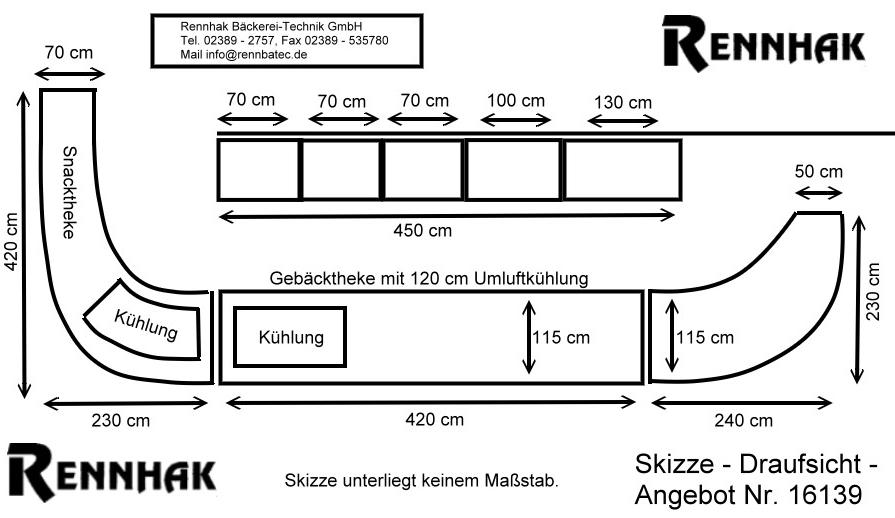 Rennhak Bäckerei-Technik GmbH
Tel. 02389 - 2757, Fax 02389 - 535780
Mail info@rennbatec.de
RENNHAK
70 cm
70 cm
70 cm
70 cm
100 cm
130 cm
50 cm
450 cm
Snacktheke
420 cm
Gebäcktheke mit 120 cm Umluftkühlung
230 cm
Kühlung
Kühlung
115 cm
115 cm
230 cm
420 cm
240 cm
RENNHAK
Skizze unterliegt keinem Maßstab.
Skizze - Draufsicht -
Angebot Nr. 16139